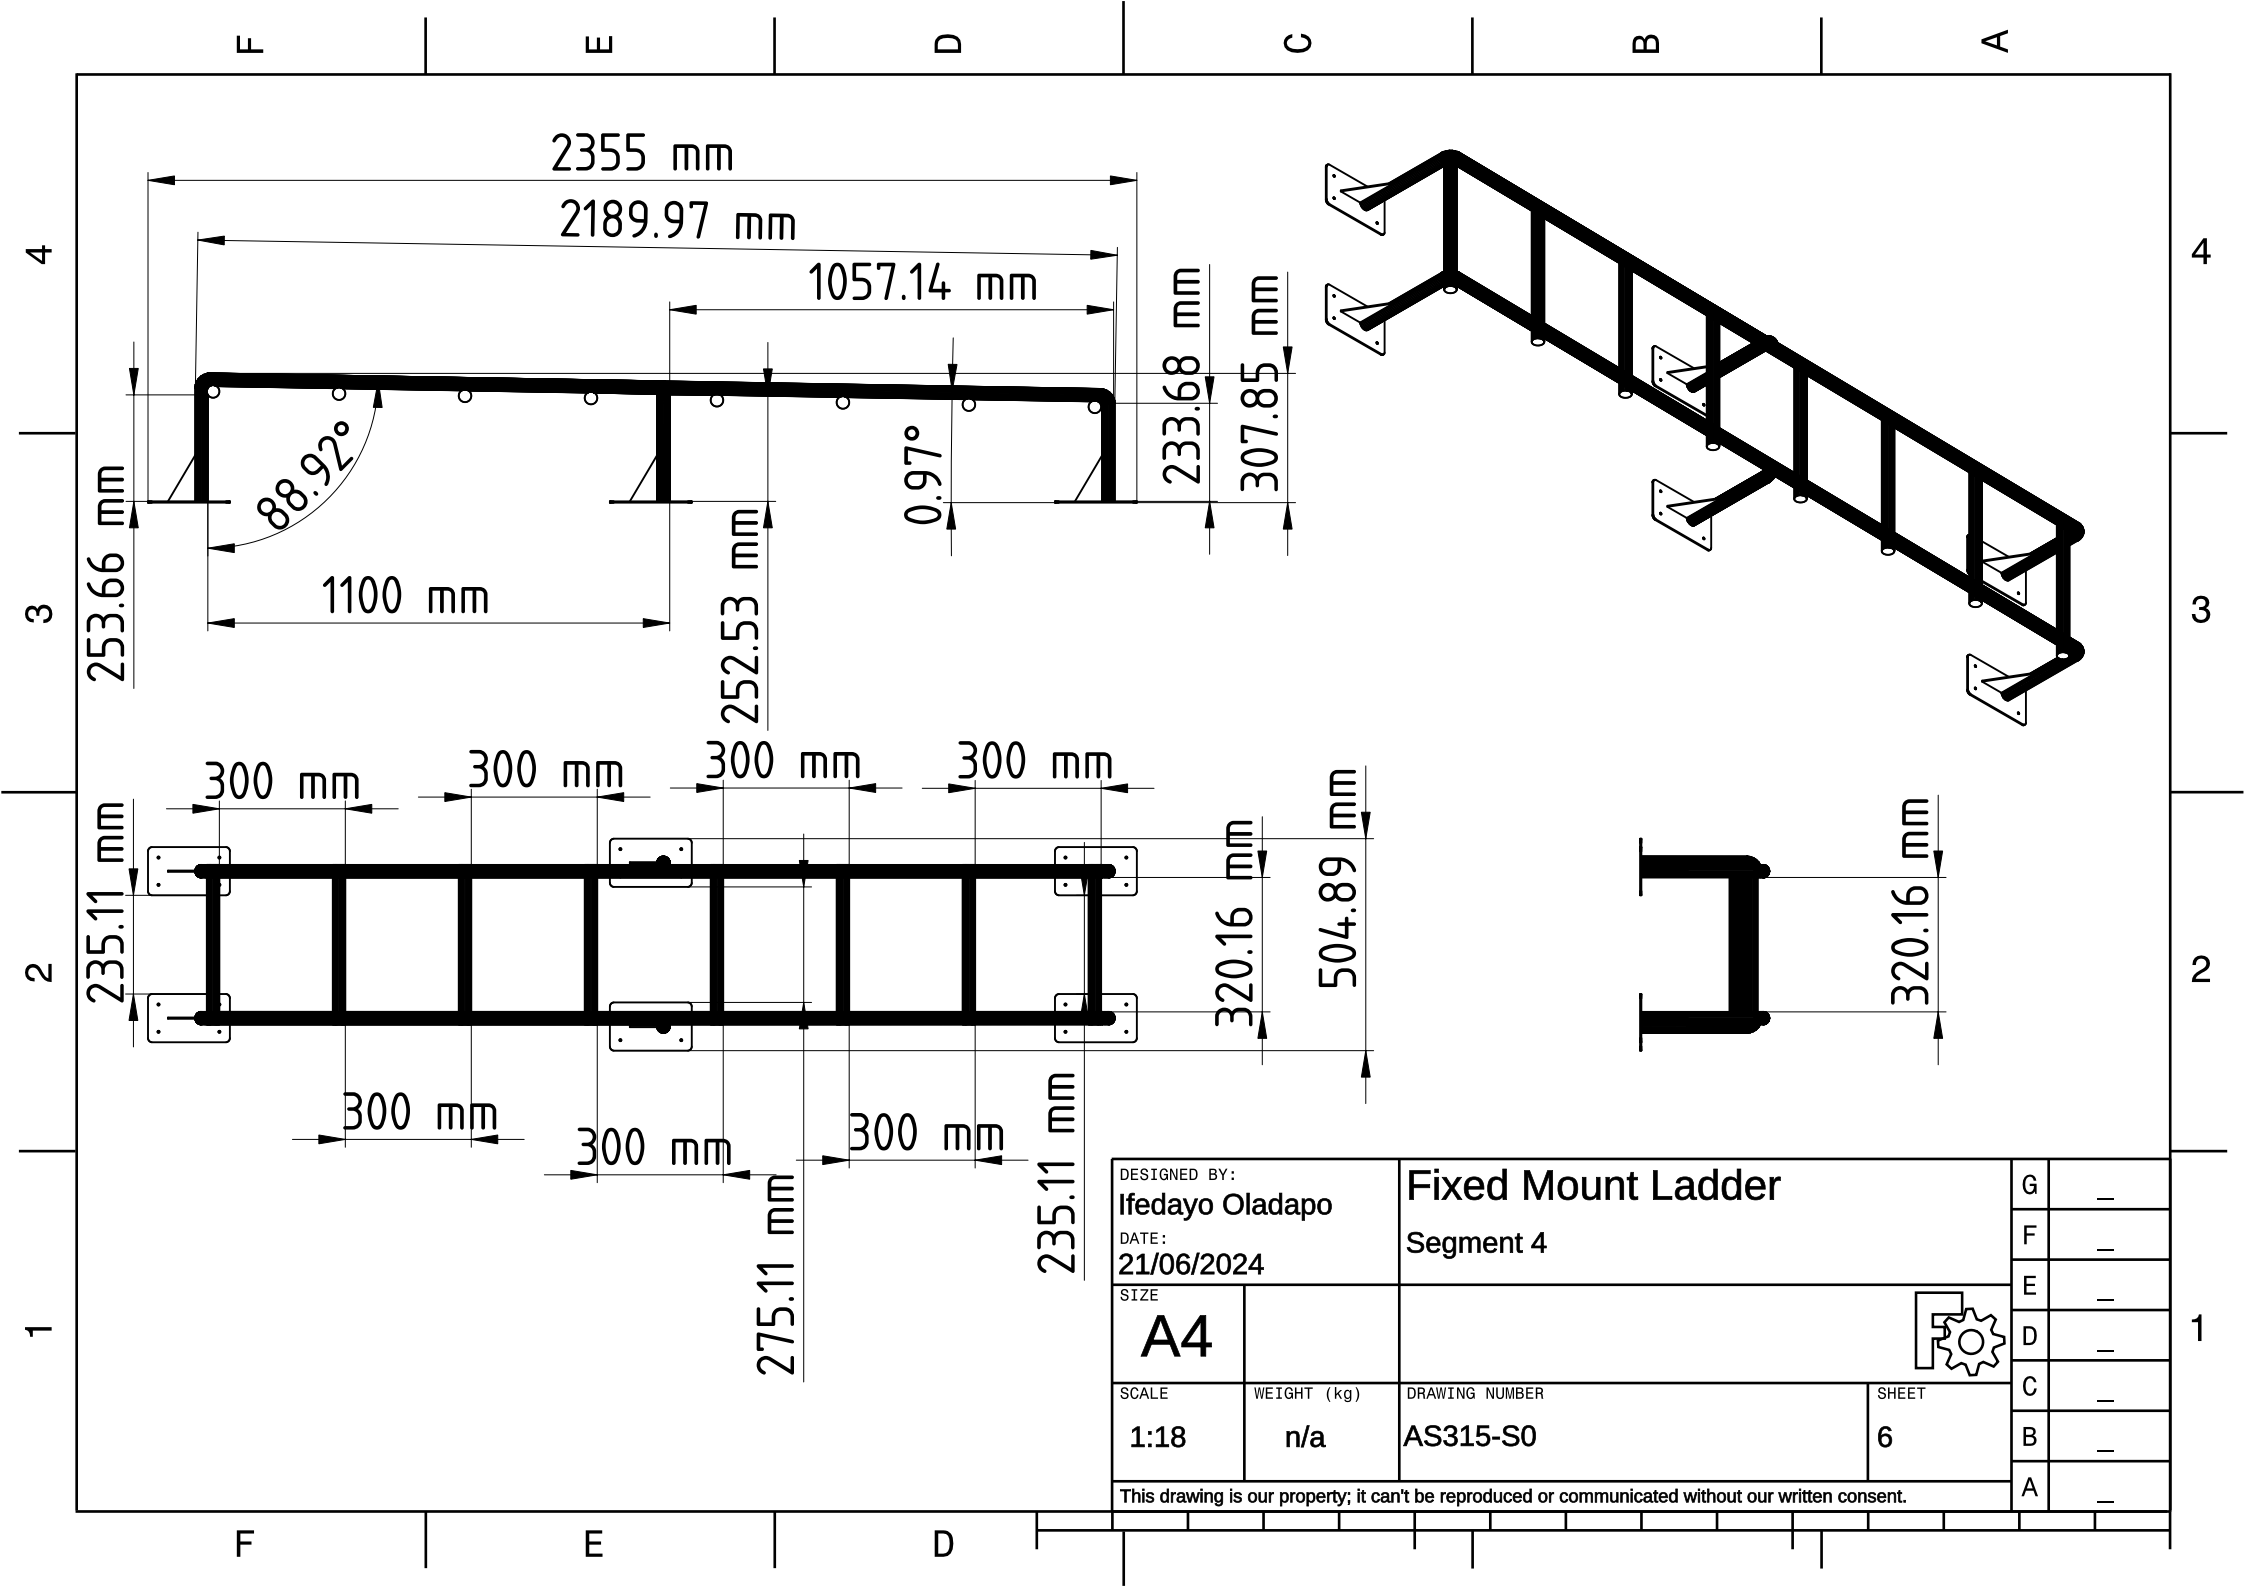 F E D C B A
2355 mm
2189.97 mm
1057.14 mm
4
4
233.68 mm
307.85 mm
88.92°
0.97°
253.66 mm
1100 mm
252.53 mm
3
3
300 mm
300 mm
300 mm
300 mm
235.11 mm
320.16 mm
504.89 mm
320.16 mm
2
2
300 mm
300 mm
300 mm
275.11 mm
235.11 mm
1
1
DESIGNED BY:
Ifedayo Oladapo
DATE:
21/06/2024
Fixed Mount Ladder
Segment 4
SIZE
A4
SCALE
1:18
WEIGHT (kg)
n/a
DRAWING NUMBER
AS315-S0
SHEET
6
G _
F _
E _
D _
C _
B _
A _
This drawing is our property; it can't be reproduced or communicated without our written consent.
F E D